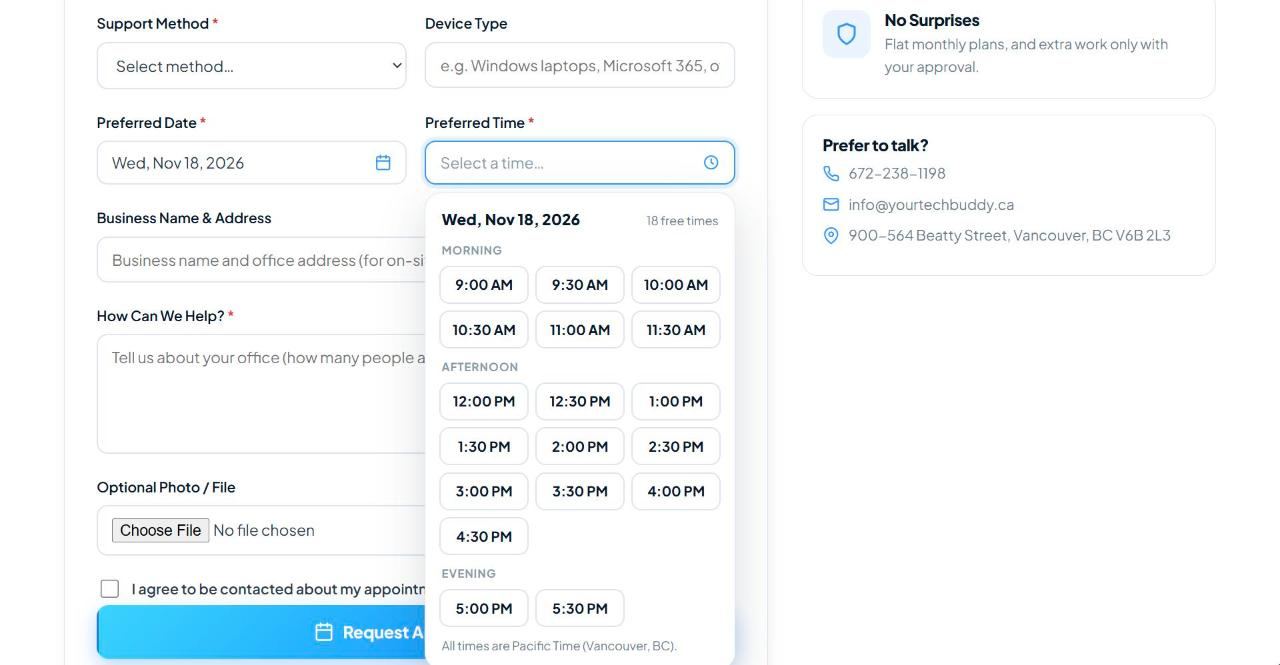 Support Method *
Device Type
Select method...
e.g. Windows laptops, Microsoft 365, o
Preferred Date *
Preferred Time *
Wed, Nov 18, 2026
Select a time...
Wed, Nov 18, 2026
18 free times
MORNING
9:00 AM
9:30 AM
10:00 AM
10:30 AM
11:00 AM
11:30 AM
AFTERNOON
12:00 PM
12:30 PM
1:00 PM
1:30 PM
2:00 PM
2:30 PM
3:00 PM
3:30 PM
4:00 PM
4:30 PM
EVENING
5:00 PM
5:30 PM
All times are Pacific Time (Vancouver, BC).
Business Name & Address
Business name and office address (for on-si
How Can We Help? *
Tell us about your office (how many people a
Optional Photo / File
Choose File No file chosen
I agree to be contacted about my appointm
Request A
No Surprises
Flat monthly plans, and extra work only with
your approval.
Prefer to talk?
672-238-1198
info@yourtechbuddy.ca
900-564 Beatty Street, Vancouver, BC V6B 2L3